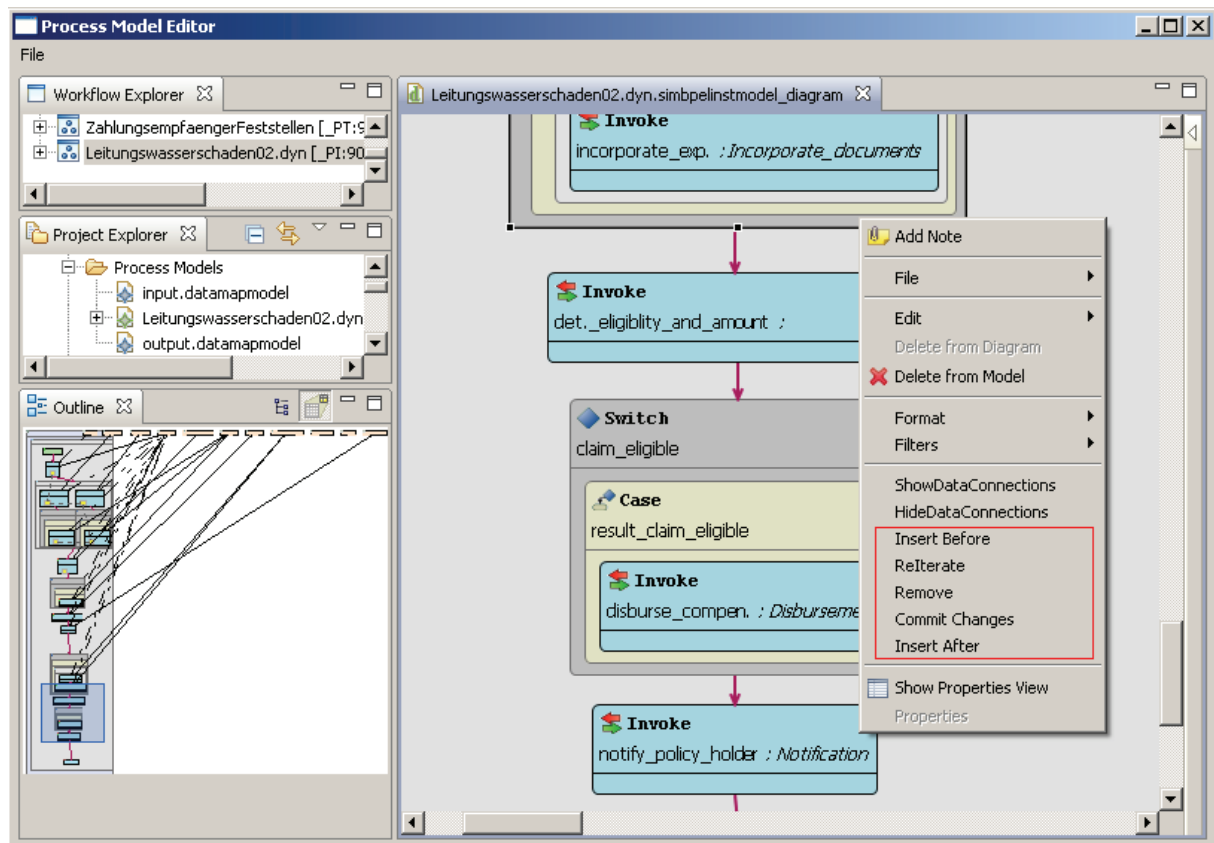 Process Model Editor
File
Workflow Explorer
ZahlungsempfaengerFeststellen [_PT:9
Leitungswasserschaden02.dyn [_PI:90
Project Explorer
Process Models
input.datamapmodel
Leitungswasserschaden02.dyn
output.datamapmodel
Outline
Leitungswasserschaden02.dyn.simbpelinstmodel_diagram
Invoke
incorporate_exp. ; Incorporate_documents
Invoke
det._eligiblity_and_amount ;
Switch
claim_eligible
Case
result_claim_eligible
Invoke
disburse_compen. ; Disburseme
Invoke
notify_policy_holder ; Notification
Add Note
File
Edit
Delete from Diagram
Delete from Model
Format
Filters
ShowDataConnections
HideDataConnections
Insert Before
ReIterate
Remove
Commit Changes
Insert After
Show Properties View
Properties